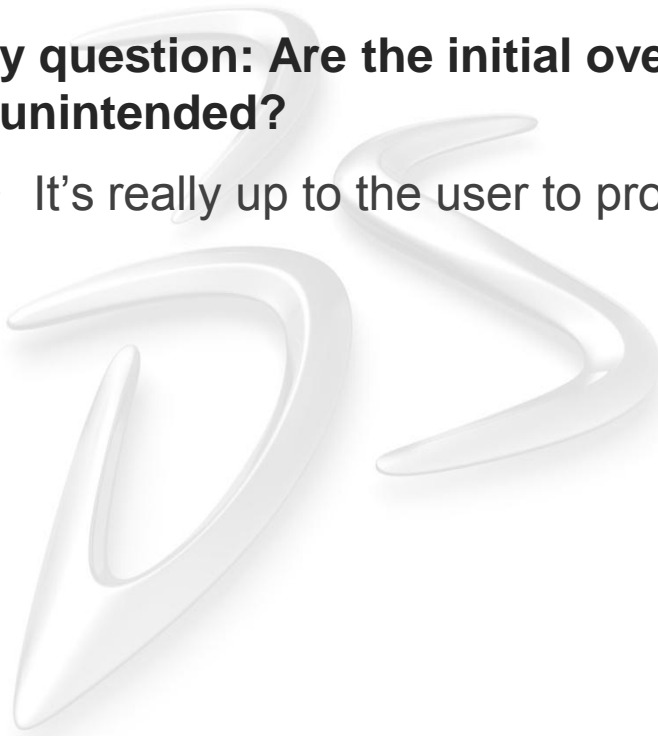 y question: Are the initial ove
unintended?
It’s really up to the user to pro